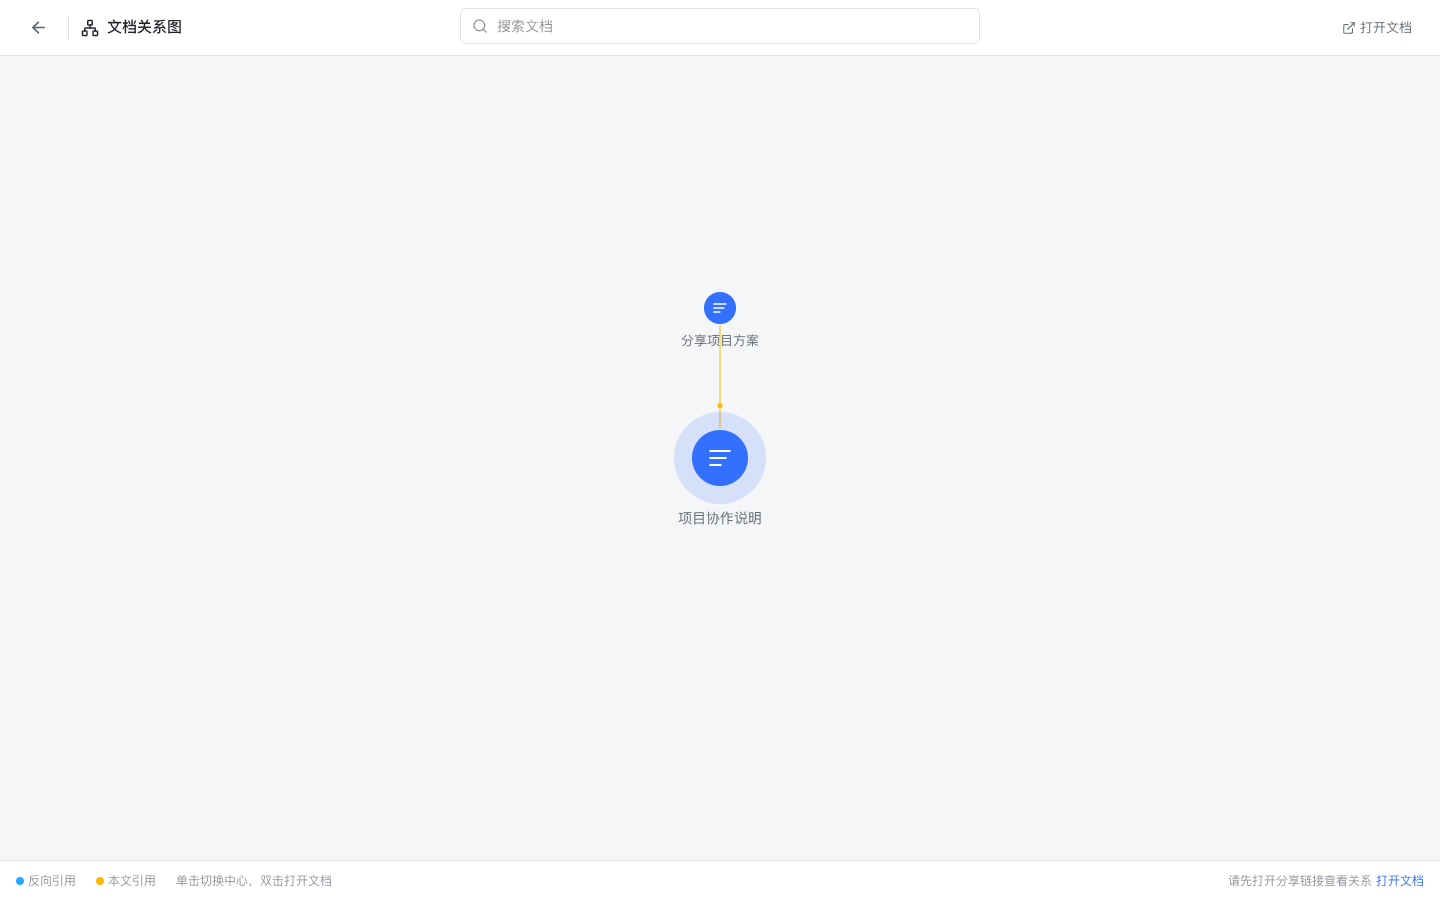 文档关系图
搜索文档
打开文档
分享项目方案
项目协作说明
反向引用
本文引用
单击切换中心，双击打开文档
请先打开分享链接查看关系 打开文档